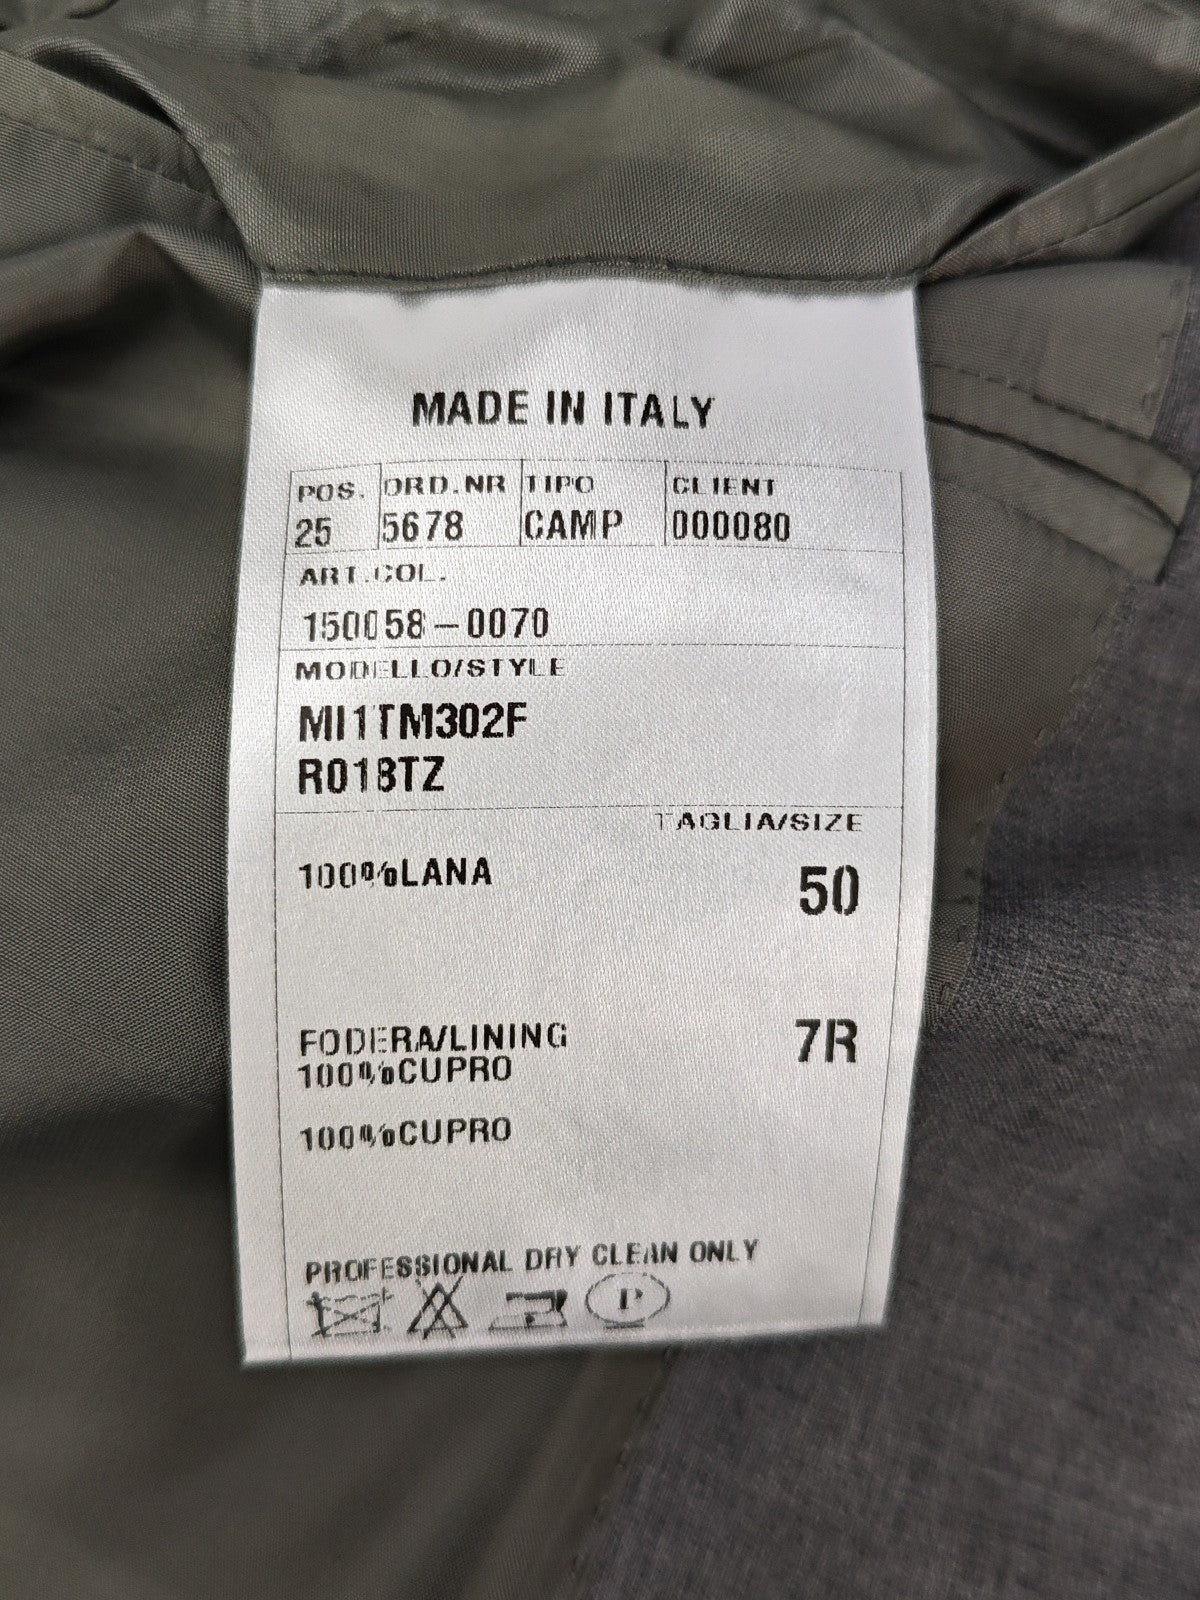 MADE IN ITALY
POS. ORD.NR TIPO CLIENT
25 5678 CAMP 000080
ART.COL.
150058-0070
MODELLO/STYLE
MI1TM302F
R018TZ
TAGLIA/SIZE
100%LANA 50
FODERA/LINING 7R
100%CUPRO
100%CUPRO
PROFESSIONAL DRY CLEAN ONLY
P